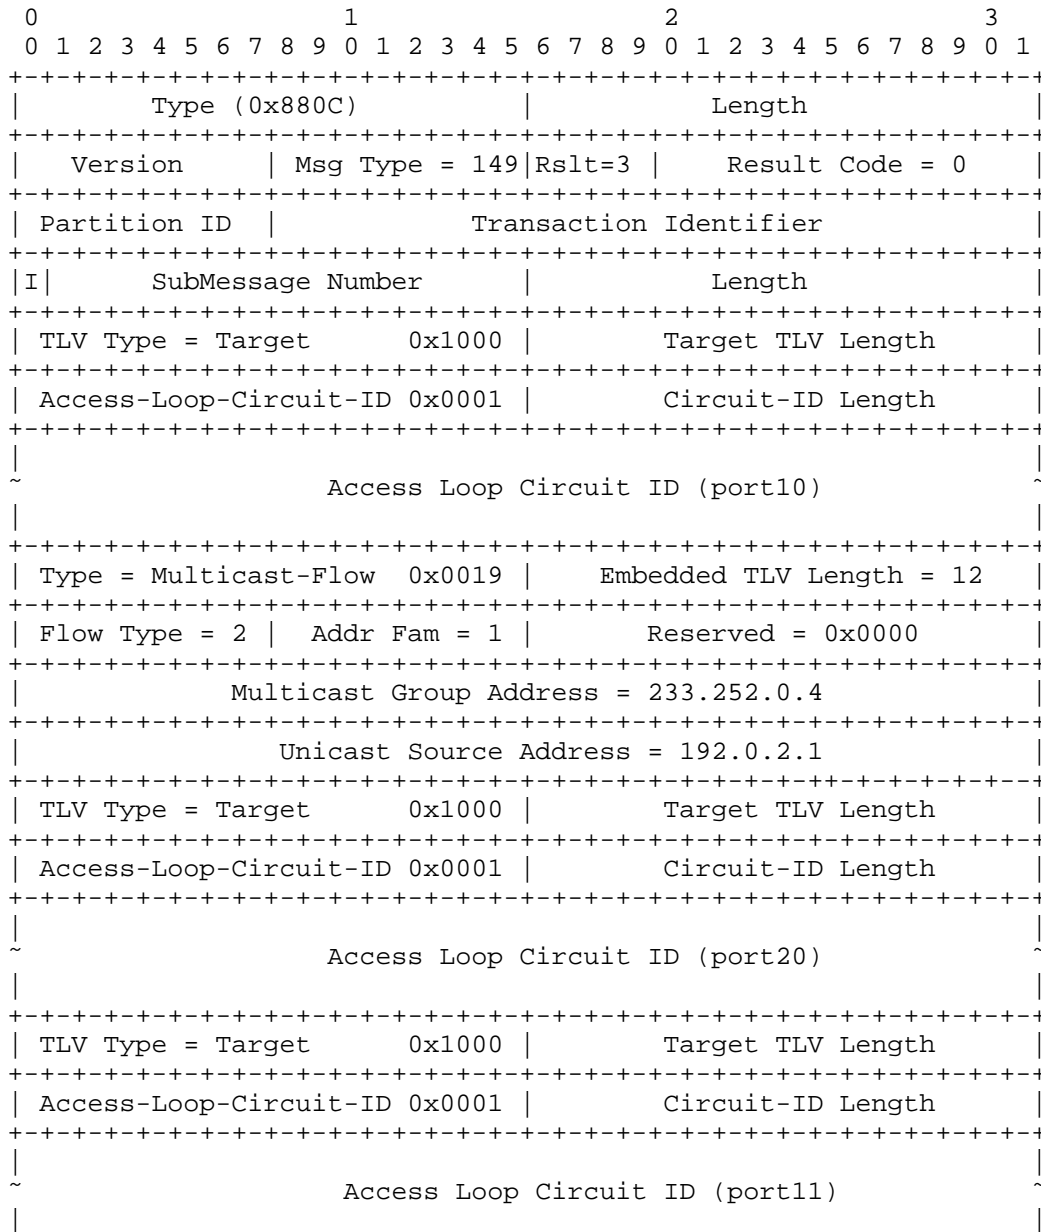 0                   1                   2                   3
 0 1 2 3 4 5 6 7 8 9 0 1 2 3 4 5 6 7 8 9 0 1 2 3 4 5 6 7 8 9 0 1
+-+-+-+-+-+-+-+-+-+-+-+-+-+-+-+-+-+-+-+-+-+-+-+-+-+-+-+-+-+-+-+-+
|        Type (0x880C)          |           Length              |
+-+-+-+-+-+-+-+-+-+-+-+-+-+-+-+-+-+-+-+-+-+-+-+-+-+-+-+-+-+-+-+-+
|   Version     | Msg Type = 149|Rslt=3 |    Result Code = 0    |
+-+-+-+-+-+-+-+-+-+-+-+-+-+-+-+-+-+-+-+-+-+-+-+-+-+-+-+-+-+-+-+-+
| Partition ID  |            Transaction Identifier             |
+-+-+-+-+-+-+-+-+-+-+-+-+-+-+-+-+-+-+-+-+-+-+-+-+-+-+-+-+-+-+-+-+
|I|      SubMessage Number      |           Length              |
+-+-+-+-+-+-+-+-+-+-+-+-+-+-+-+-+-+-+-+-+-+-+-+-+-+-+-+-+-+-+-+-+
| TLV Type = Target      0x1000 |        Target TLV Length      |
+-+-+-+-+-+-+-+-+-+-+-+-+-+-+-+-+-+-+-+-+-+-+-+-+-+-+-+-+-+-+-+-+
| Access-Loop-Circuit-ID 0x0001 |        Circuit-ID Length      |
+-+-+-+-+-+-+-+-+-+-+-+-+-+-+-+-+-+-+-+-+-+-+-+-+-+-+-+-+-+-+-+-+
|                                                               |
~                   Access Loop Circuit ID (port10)             ~
|                                                               |
+-+-+-+-+-+-+-+-+-+-+-+-+-+-+-+-+-+-+-+-+-+-+-+-+-+-+-+-+-+-+-+-+
| Type = Multicast-Flow  0x0019 |    Embedded TLV Length = 12   |
+-+-+-+-+-+-+-+-+-+-+-+-+-+-+-+-+-+-+-+-+-+-+-+-+-+-+-+-+-+-+-+-+
| Flow Type = 2 |  Addr Fam = 1 |       Reserved = 0x0000       |
+-+-+-+-+-+-+-+-+-+-+-+-+-+-+-+-+-+-+-+-+-+-+-+-+-+-+-+-+-+-+-+-+
|             Multicast Group Address = 233.252.0.4             |
+-+-+-+-+-+-+-+-+-+-+-+-+-+-+-+-+-+-+-+-+-+-+-+-+-+-+-+-+-+-+-+-+
|                Unicast Source Address = 192.0.2.1             |
+-+-+-+-+-+-+-+-+-+-+-+-+-+-+-+-+-+-+-+-+-+-+-+-+-++-+-+-+-+-+--+
| TLV Type = Target      0x1000 |        Target TLV Length      |
+-+-+-+-+-+-+-+-+-+-+-+-+-+-+-+-+-+-+-+-+-+-+-+-+-+-+-+-+-+-+-+-+
| Access-Loop-Circuit-ID 0x0001 |        Circuit-ID Length      |
+-+-+-+-+-+-+-+-+-+-+-+-+-+-+-+-+-+-+-+-+-+-+-+-+-+-+-+-+-+-+-+-+
|                                                               |
~                   Access Loop Circuit ID (port20)             ~
|                                                               |
+-+-+-+-+-+-+-+-+-+-+-+-+-+-+-+-+-+-+-+-+-+-+-+-+-+-+-+-+-+-+-+-+
| TLV Type = Target      0x1000 |        Target TLV Length      |
+-+-+-+-+-+-+-+-+-+-+-+-+-+-+-+-+-+-+-+-+-+-+-+-+-+-+-+-+-+-+-+-+
| Access-Loop-Circuit-ID 0x0001 |        Circuit-ID Length      |
+-+-+-+-+-+-+-+-+-+-+-+-+-+-+-+-+-+-+-+-+-+-+-+-+-+-+-+-+-+-+-+-+
|                                                               |
~                    Access Loop Circuit ID (port11)            ~
|                                                               |